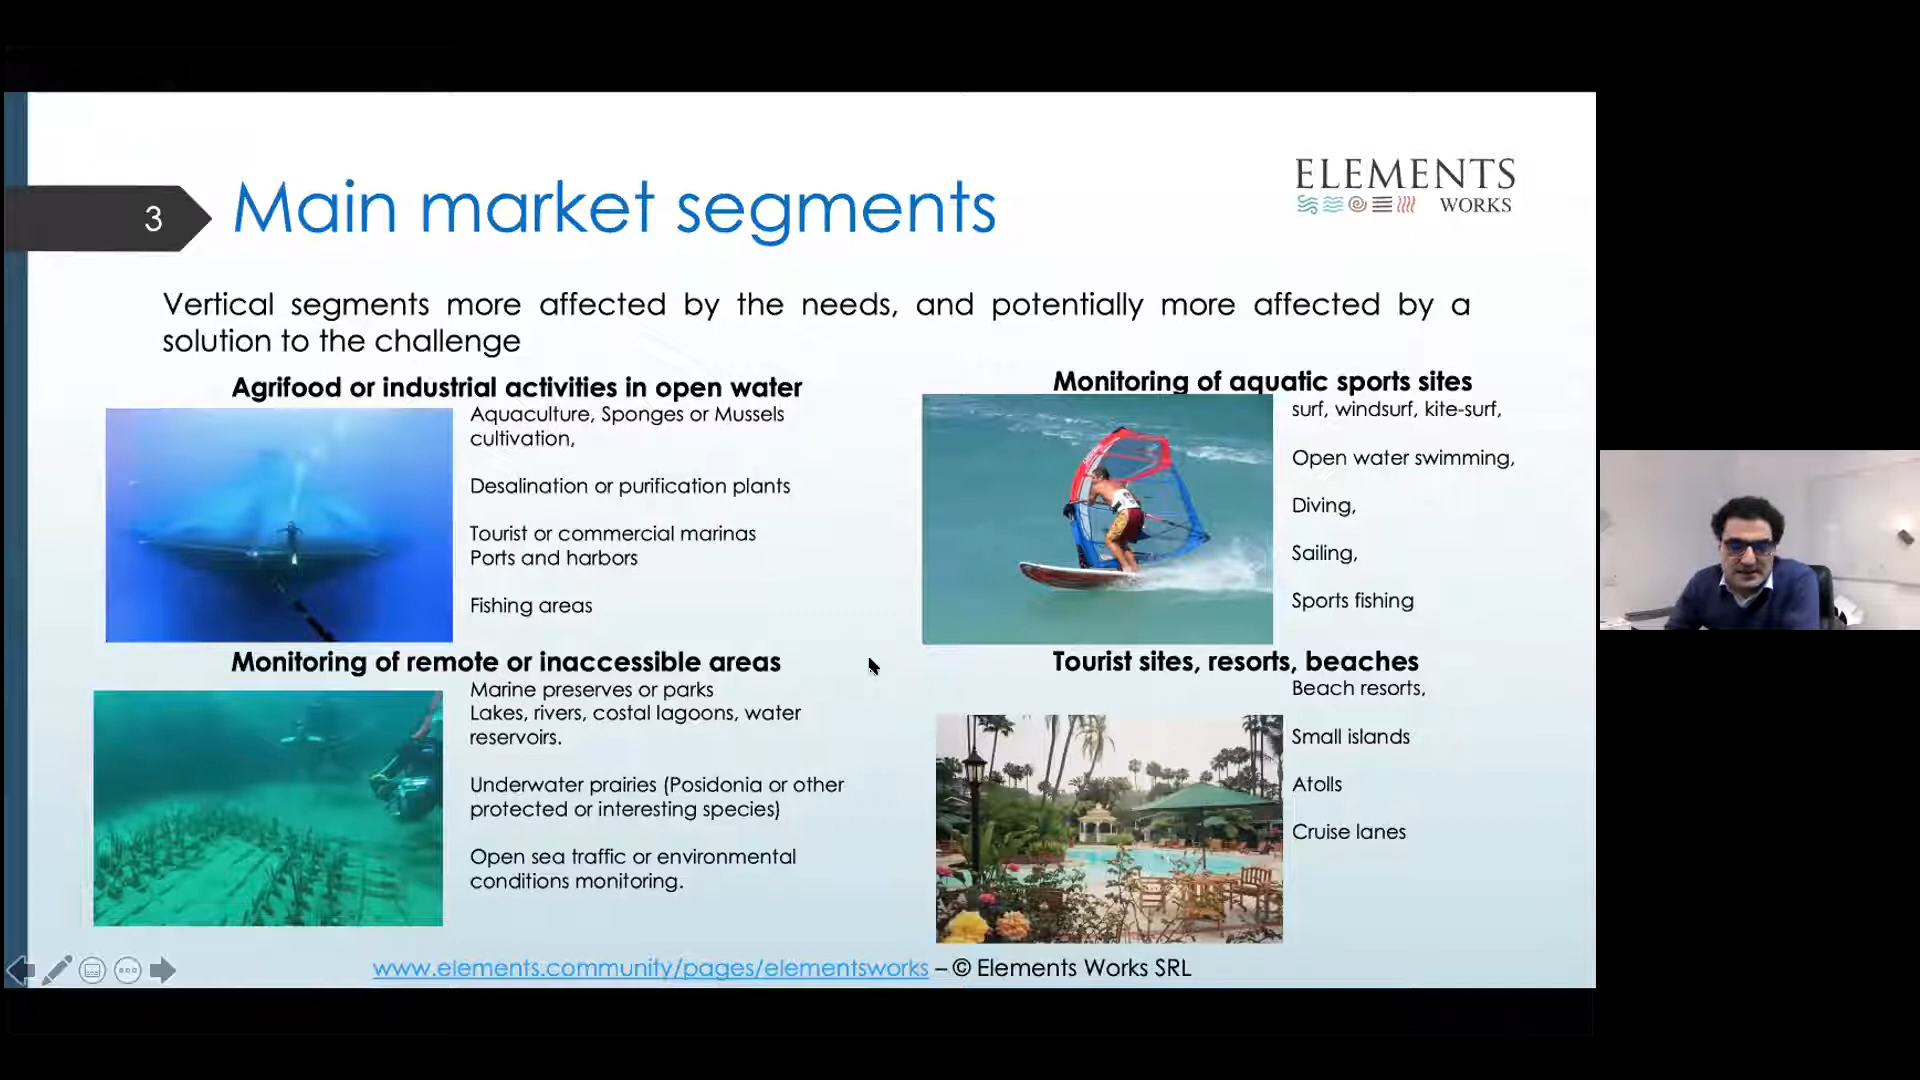 3
Main market segments
ELEMENTS
WORKS
Vertical segments more affected by the needs, and potentially more affected by a
solution to the challenge
Agrifood or industrial activities in open water
Aquaculture, Sponges or Mussels
cultivation,
Desalination or purification plants
Tourist or commercial marinas
Ports and harbors
Fishing areas
Monitoring of aquatic sports sites
surf, windsurf, kite-surf,
Open water swimming,
Diving,
Sailing,
Sports fishing
Monitoring of remote or inaccessible areas
Marine preserves or parks
Lakes, rivers, costal lagoons, water
reservoirs.
Underwater prairies (Posidonia or other
protected or interesting species)
Open sea traffic or environmental
conditions monitoring.
Tourist sites, resorts, beaches
Beach resorts,
Small islands
Atolls
Cruise lanes
www.elements.community/pages/elementsworks – © Elements Works SRL